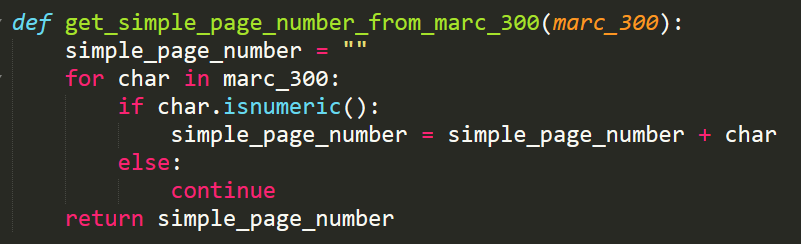 def get_simple_page_number_from_marc_300(marc_300):
    simple_page_number = ""
    for char in marc_300:
        if char.isnumeric():
            simple_page_number = simple_page_number + char
        else:
            continue
    return simple_page_number